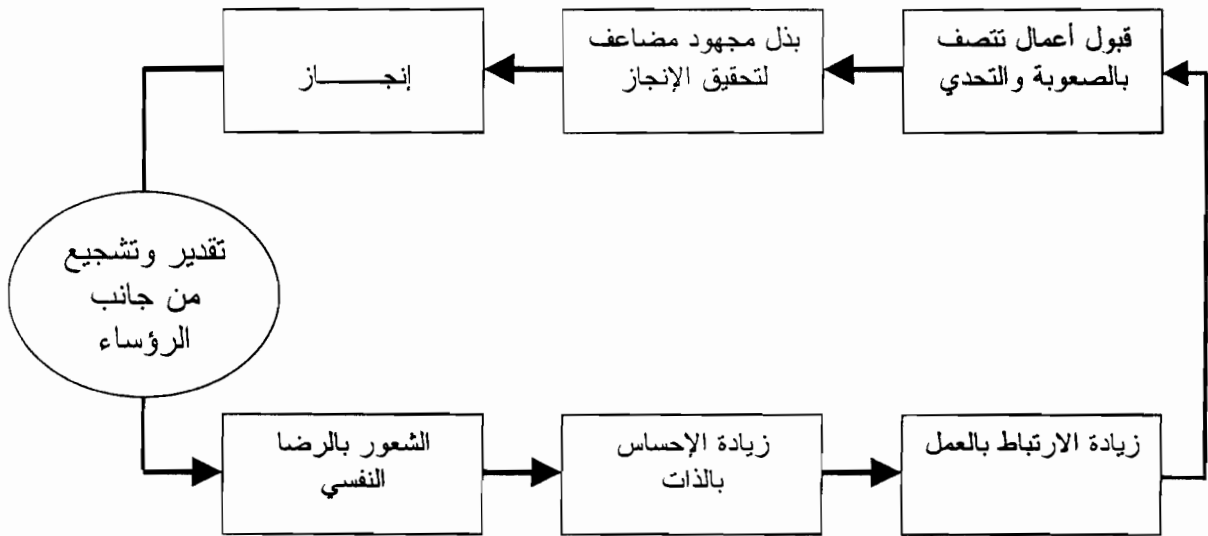 قبول أعمال تتصف
بالصعوبة والتحدي
بذل مجهود مضاعف
لتحقيق الإنجاز
إنجـــــــاز
تقدير وتشجيع
من جانب
الرؤساء
الشعور بالرضا
النفسي
زيادة الإحساس
بالذات
زيادة الارتباط بالعمل